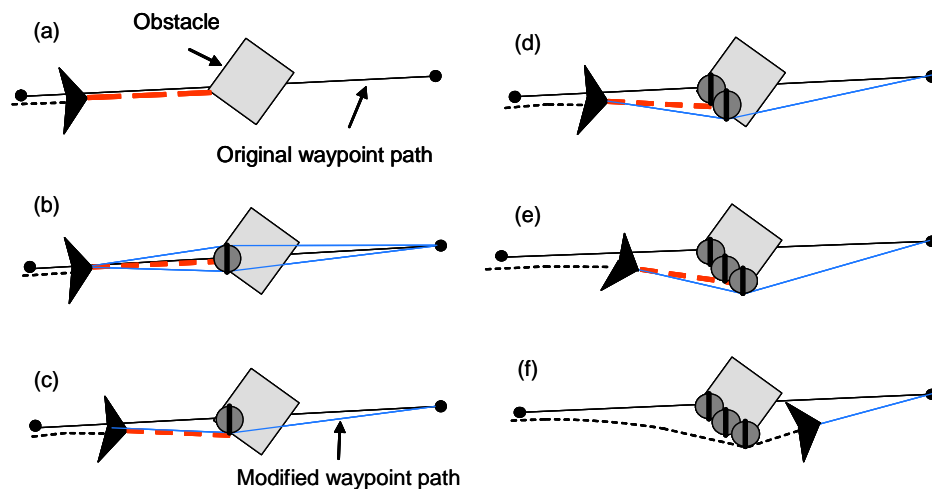 (a)
Obstacle
Original waypoint path
(b)
(c)
Modified waypoint path
(d)
(e)
(f)